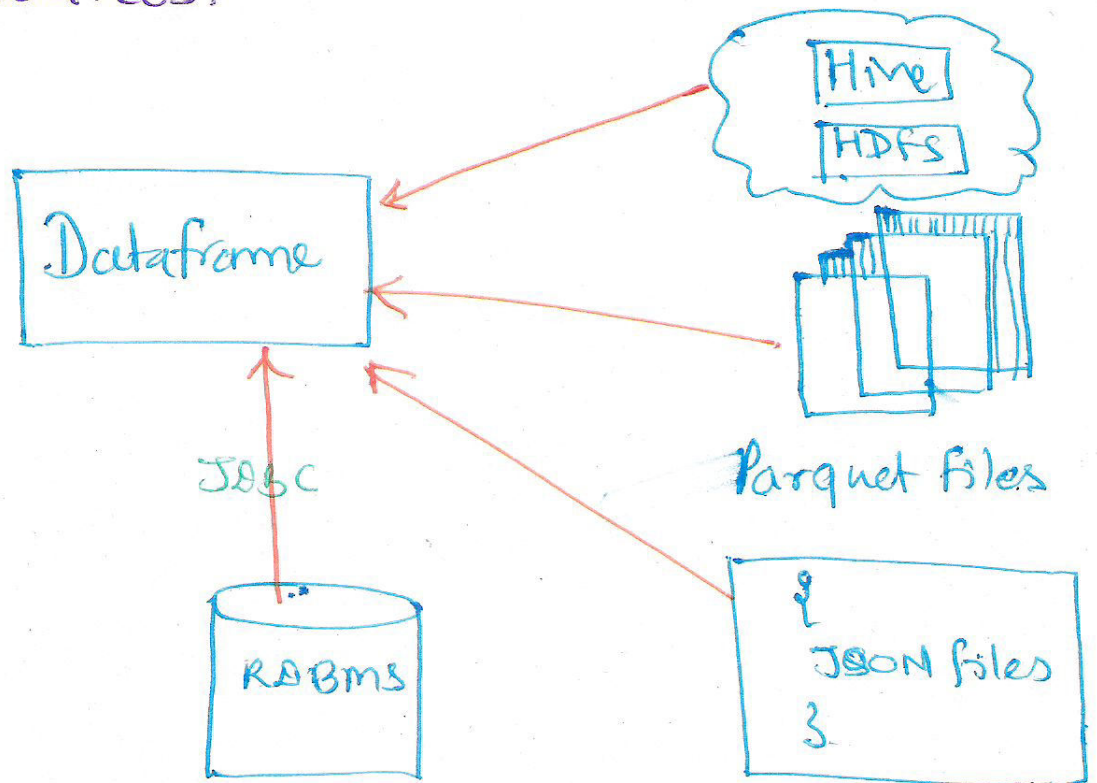 Hive
HDFS
Dataframe
JDBC
Parquet files
RDBMS
{
JSON files
}